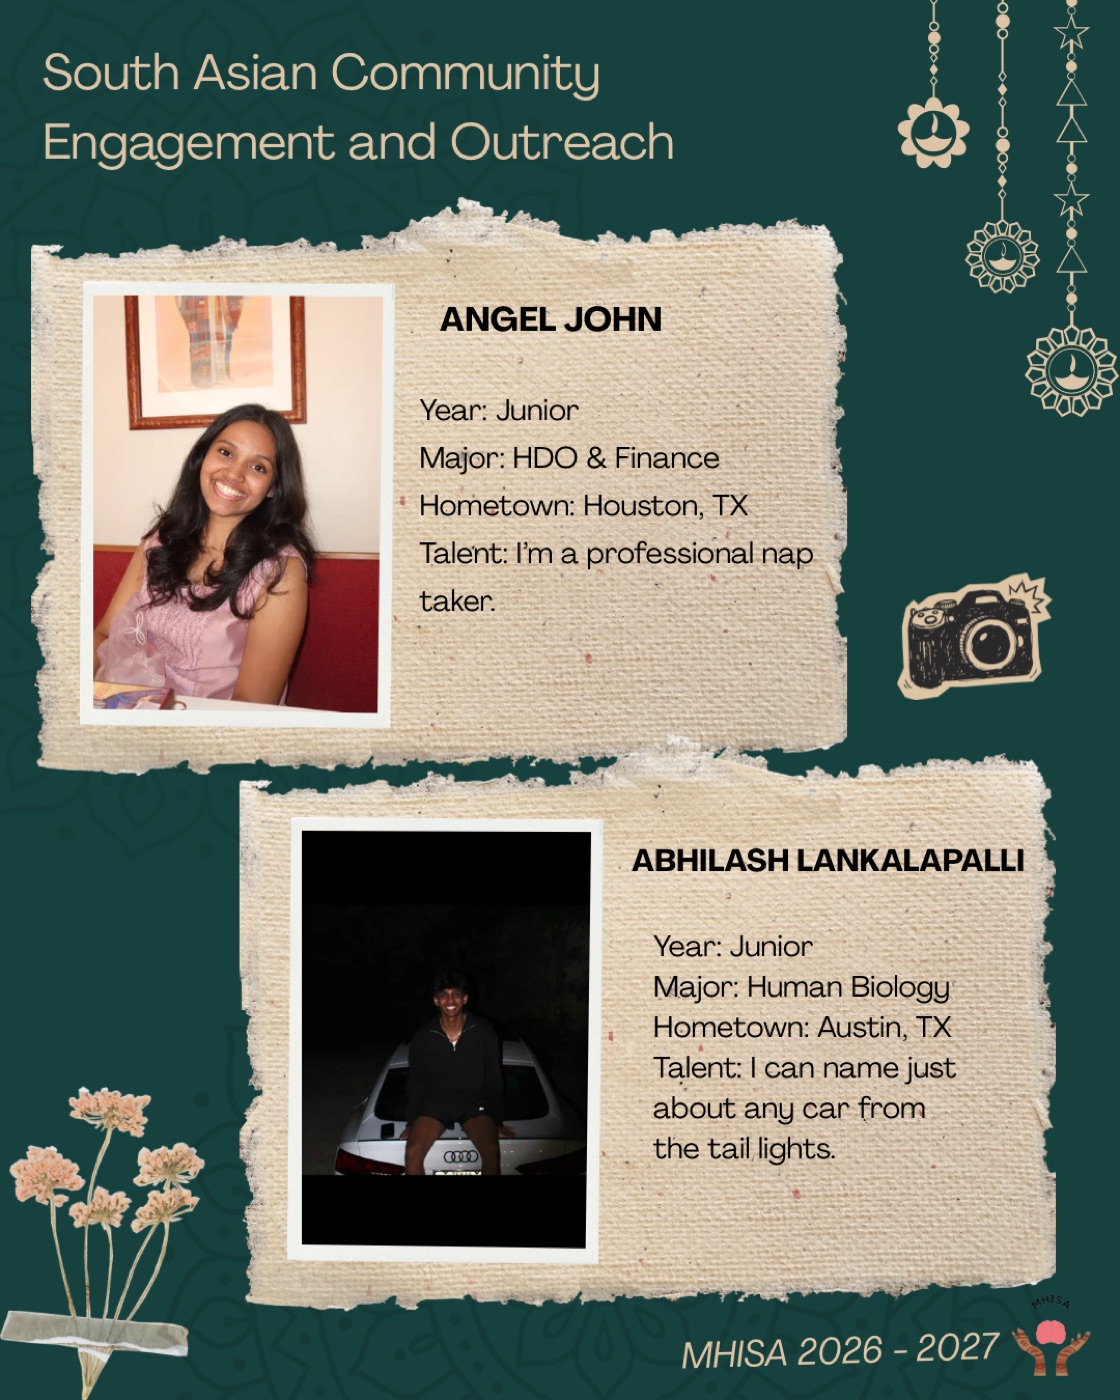 South Asian Community
Engagement and Outreach
ANGEL JOHN
Year: Junior
Major: HDO & Finance
Hometown: Houston, TX
Talent: I'm a professional nap
taker.
ABHILASH LANKALAPALLI
Year: Junior
Major: Human Biology
Hometown: Austin, TX
Talent: I can name just
about any car from
the tail lights.
MHISA
MHISA 2026 - 2027